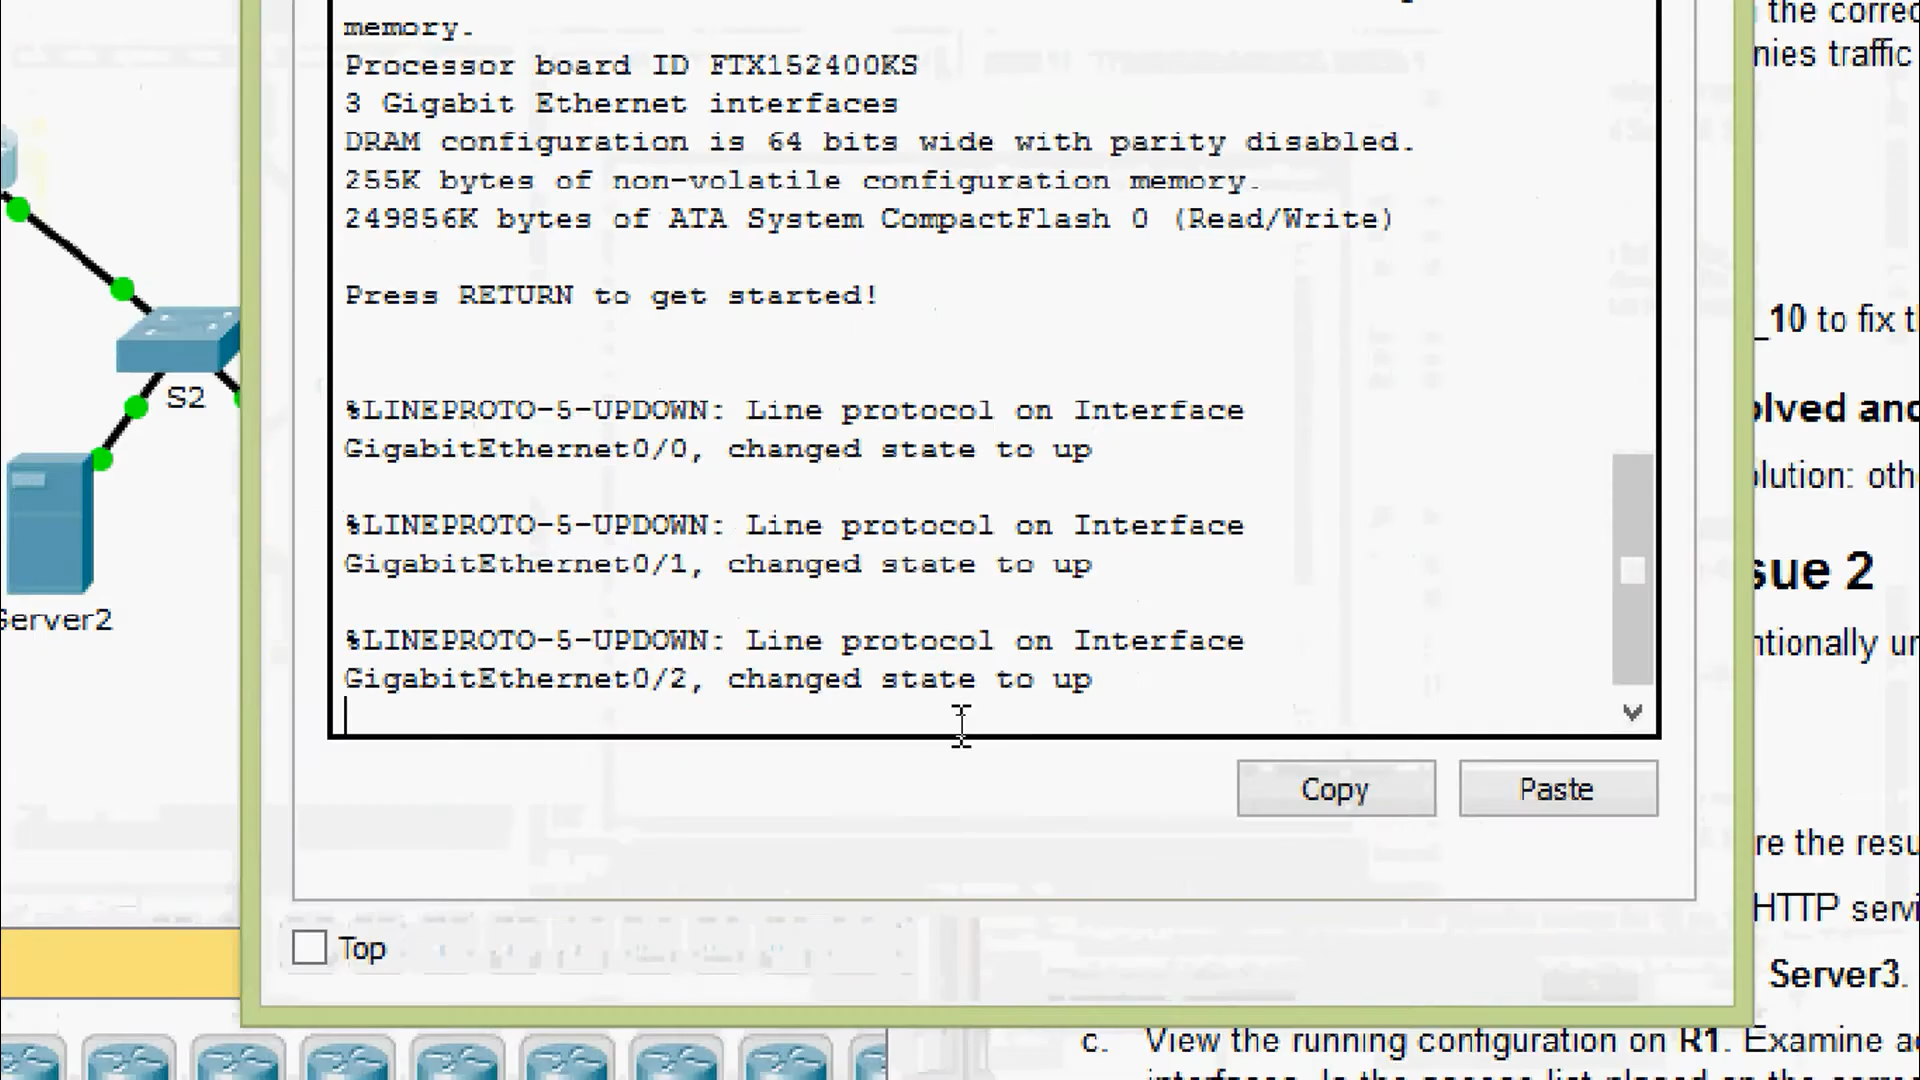 memory.
Processor board ID FTX152400KS
3 Gigabit Ethernet interfaces
DRAM configuration is 64 bits wide with parity disabled.
255K bytes of non-volatile configuration memory.
249856K bytes of ATA System CompactFlash 0 (Read/Write)
Press RETURN to get started!
%LINEPROTO-5-UPDOWN: Line protocol on Interface
GigabitEthernet0/0, changed state to up
%LINEPROTO-5-UPDOWN: Line protocol on Interface
GigabitEthernet0/1, changed state to up
%LINEPROTO-5-UPDOWN: Line protocol on Interface
GigabitEthernet0/2, changed state to up
Copy
Paste
Top
S2
Server2
the correc
nies traffic
_10 to fix t
olved and
olution: oth
sue 2
ntionally un
re the resu
HTTP servi
Server3.
c. View the running configuration on R1. Examine ac